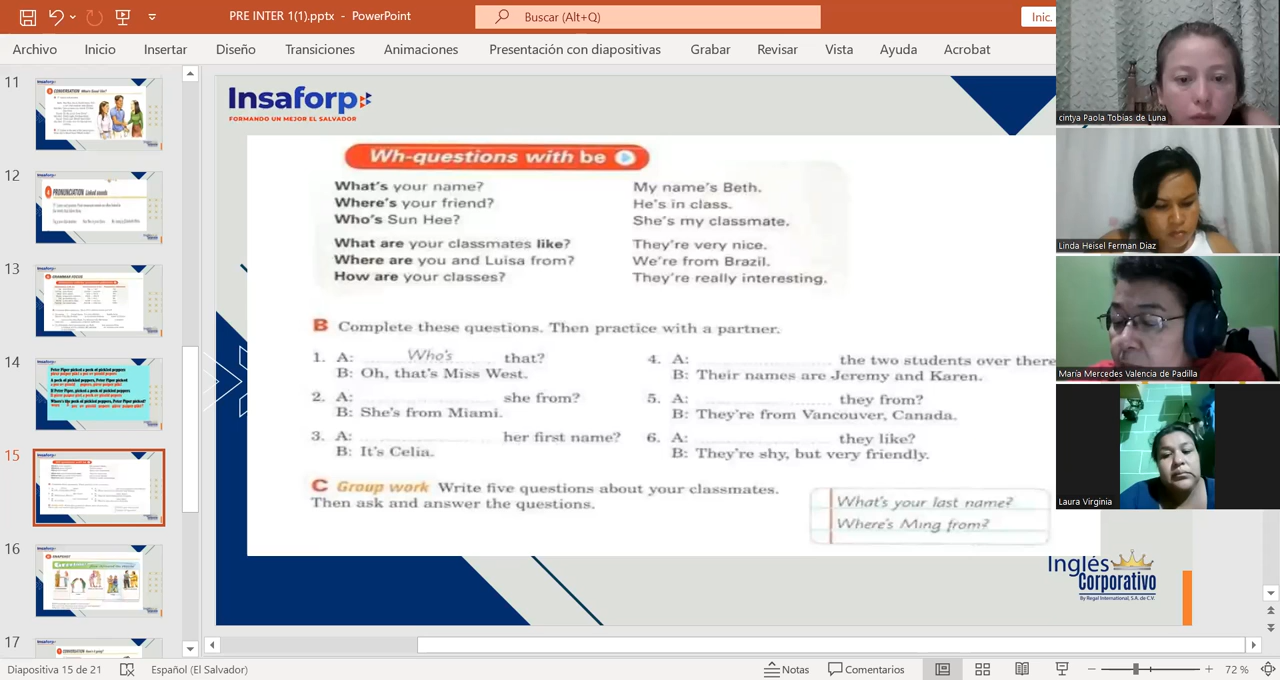 PRE INTER 1(1).pptx - PowerPoint
Buscar (Alt+Q)
Inic.
Archivo Inicio Insertar Diseño Transiciones Animaciones Presentación con diapositivas Grabar Revisar Vista Ayuda Acrobat
11
12
13
14
15
16
17
Insaforp
FORMANDO UN MEJOR EL SALVADOR
Wh-questions with be
What's your name? My name's Beth.
Where's your friend? He's in class.
Who's Sun Hee? She's my classmate.
What are your classmates like? They're very nice.
Where are you and Luisa from? We're from Brazil.
How are your classes? They're really interesting.
B Complete these questions. Then practice with a partner.
1. A: Who's that?
B: Oh, that's Miss West.
2. A: she from?
B: She's from Miami.
3. A: her first name?
B: It's Celia.
4. A: the two students over there
B: Their names are Jeremy and Karen.
5. A: they from?
B: They're from Vancouver, Canada.
6. A: they like?
B: They're shy, but very friendly.
C Group work Write five questions about your classmates.
Then ask and answer the questions.
What's your last name?
Where's Ming from?
Inglés
Corporativo
By Regal International, S.A. de C.V.
cintya Paola Tobias de Luna
Linda Heisel Ferman Diaz
María Mercedes Valencia de Padilla
Laura Virginia
Diapositiva 15 de 21 Español (El Salvador) Notas Comentarios 72 %